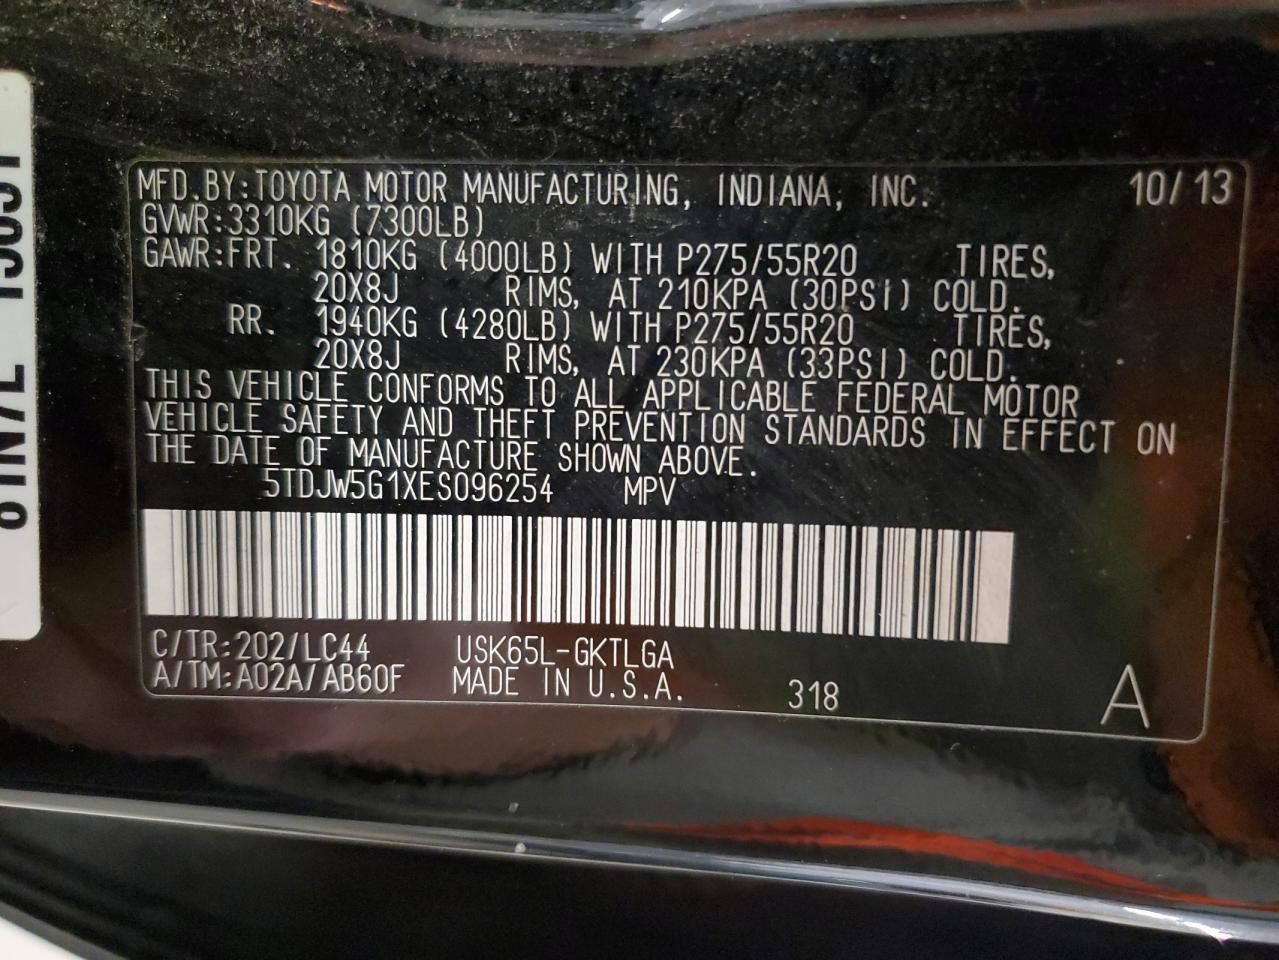 MFD.BY:TOYOTA MOTOR MANUFACTURING, INDIANA, INC. 10/13
GVWR:3310KG (7300LB)
GAWR:FRT. 1810KG (4000LB) WITH P275/55R20 TIRES,
20X8J RIMS, AT 210KPA (30PSI) COLD.
RR. 1940KG (4280LB) WITH P275/55R20 TIRES,
20X8J RIMS, AT 230KPA (33PSI) COLD.
THIS VEHICLE CONFORMS TO ALL APPLICABLE FEDERAL MOTOR
VEHICLE SAFETY AND THEFT PREVENTION STANDARDS IN EFFECT ON
THE DATE OF MANUFACTURE SHOWN ABOVE.
5TDJW5G1XES096254 MPV
C/TR:202/LC44 USK65L-GKTLGA
A/TM:A02A/AB60F MADE IN U.S.A. 318 A